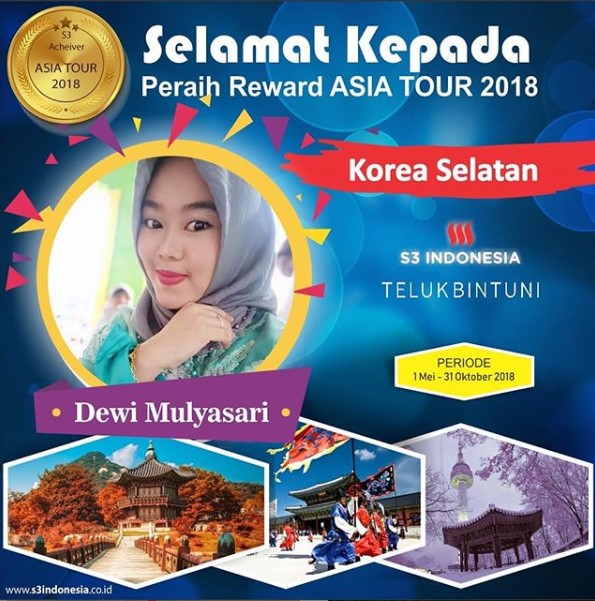 S3
Acheiver
ASIA TOUR
2018
Selamat Kepada
Peraih Reward ASIA TOUR 2018
Korea Selatan
S3 INDONESIA
TELUKBINTUNI
PERIODE
1 Mei - 31 Oktober 2018
• Dewi Mulyasari •
www.s3indonesia.co.id